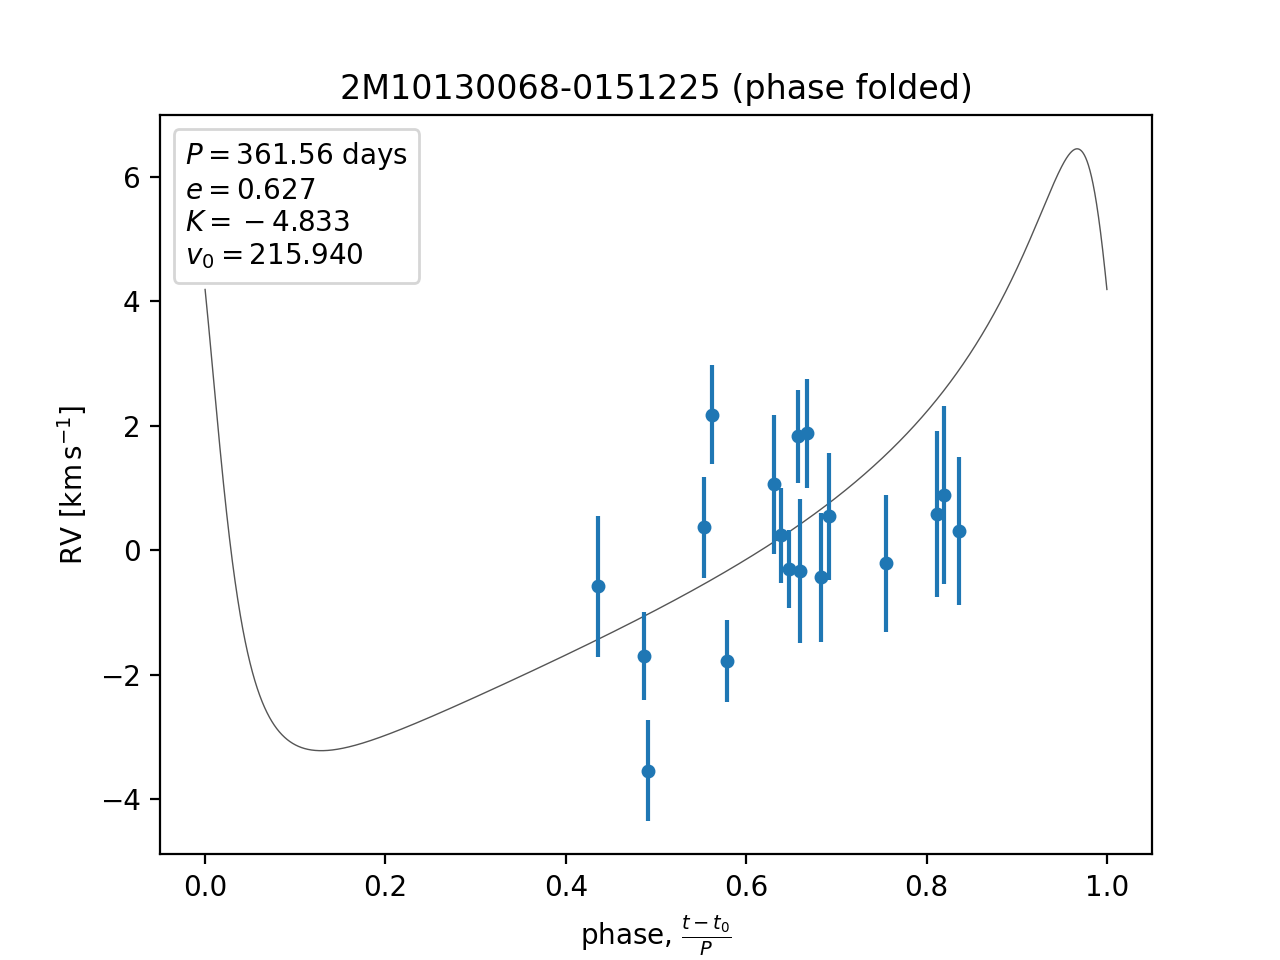 2M10130068-0151225 (phase folded)
P = 361.56 days
e = 0.627
K = −4.833
v₀ = 215.940
RV [km s⁻¹]
6
4
2
0
−2
−4
0.0 0.2 0.4 0.6 0.8 1.0
phase, (t − t₀)/P